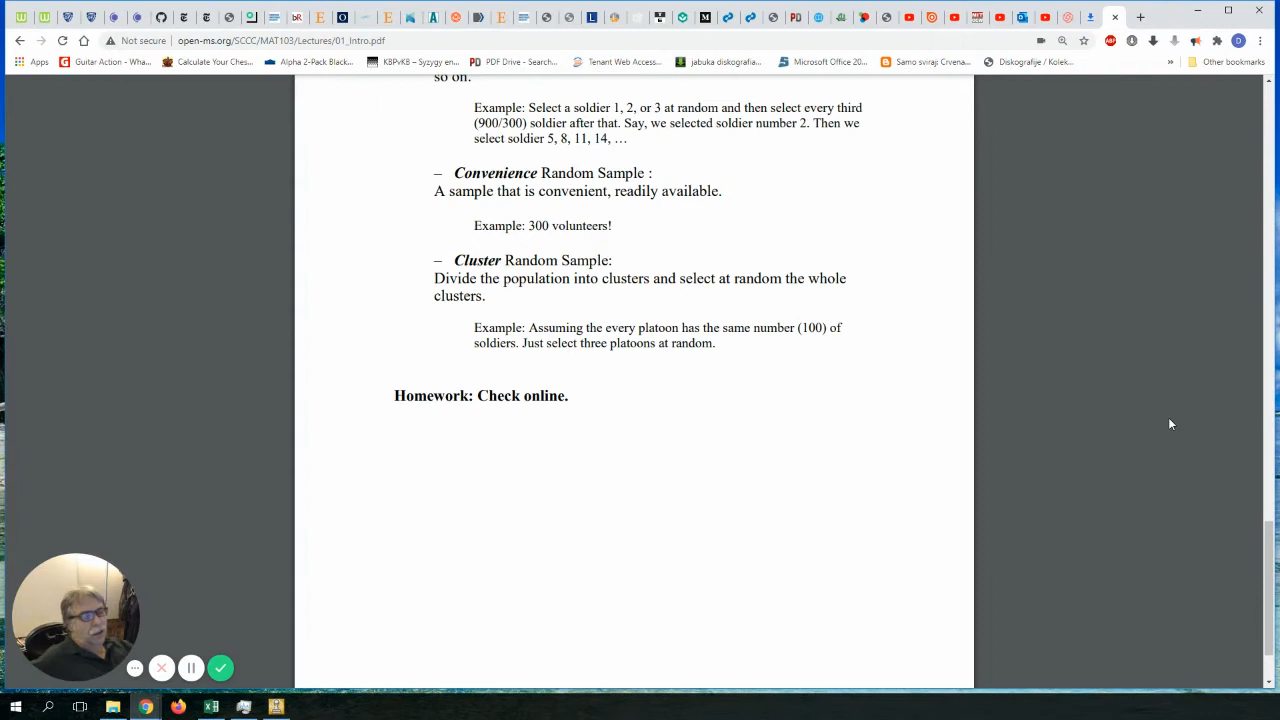 Not secure | open-ms.org/SCCC/MAT103/Lectures/01_Intro.pdf
Apps Guitar Action - Wha... Calculate Your Ches... Alpha 2-Pack Black... KBPvKB – Syzygy en... PDF Drive - Search... Tenant Web Access... jabuka diskografia... Microsoft Office 20... Samo sviraj Crvena... Diskografije / Kolek... » Other bookmarks
so on.
Example: Select a soldier 1, 2, or 3 at random and then select every third
(900/300) soldier after that. Say, we selected soldier number 2. Then we
select soldier 5, 8, 11, 14, …
– Convenience Random Sample :
A sample that is convenient, readily available.
Example: 300 volunteers!
– Cluster Random Sample:
Divide the population into clusters and select at random the whole
clusters.
Example: Assuming the every platoon has the same number (100) of
soldiers. Just select three platoons at random.
Homework: Check online.